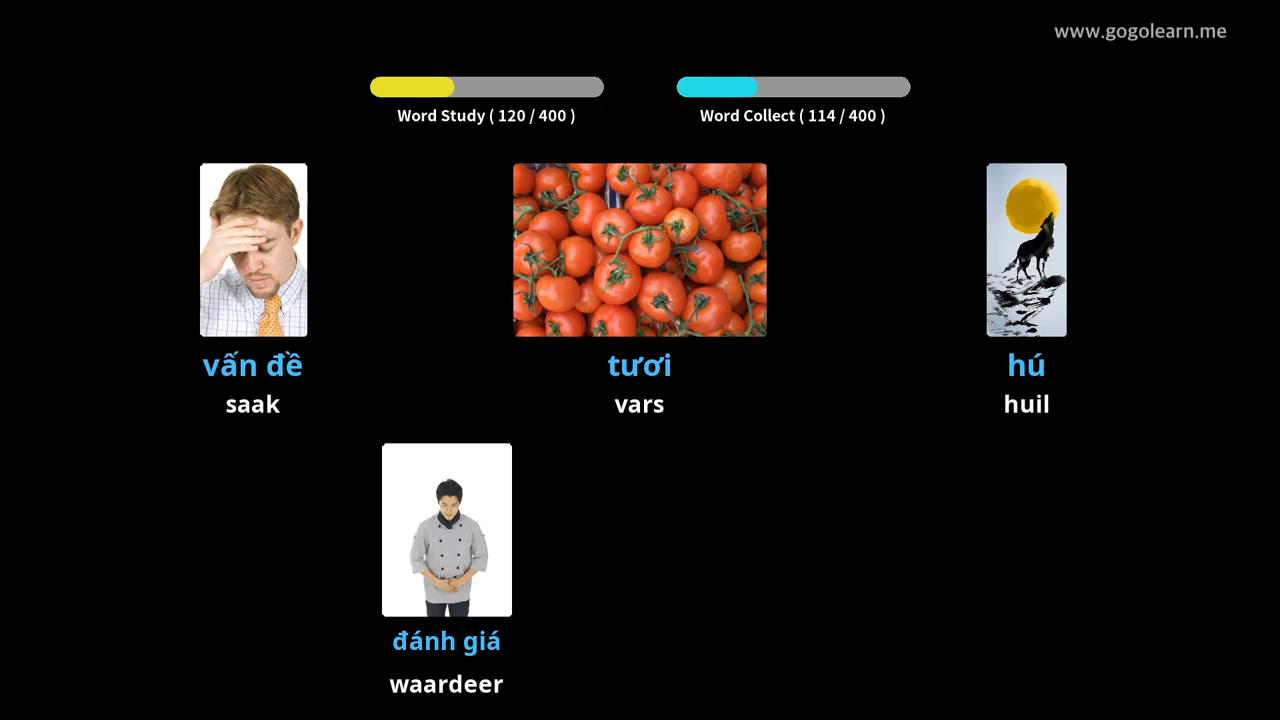 www.gogolearn.me
Word Study ( 120 / 400 )
Word Collect ( 114 / 400 )
vấn đề
saak
tươi
vars
hú
huil
đánh giá
waardeer